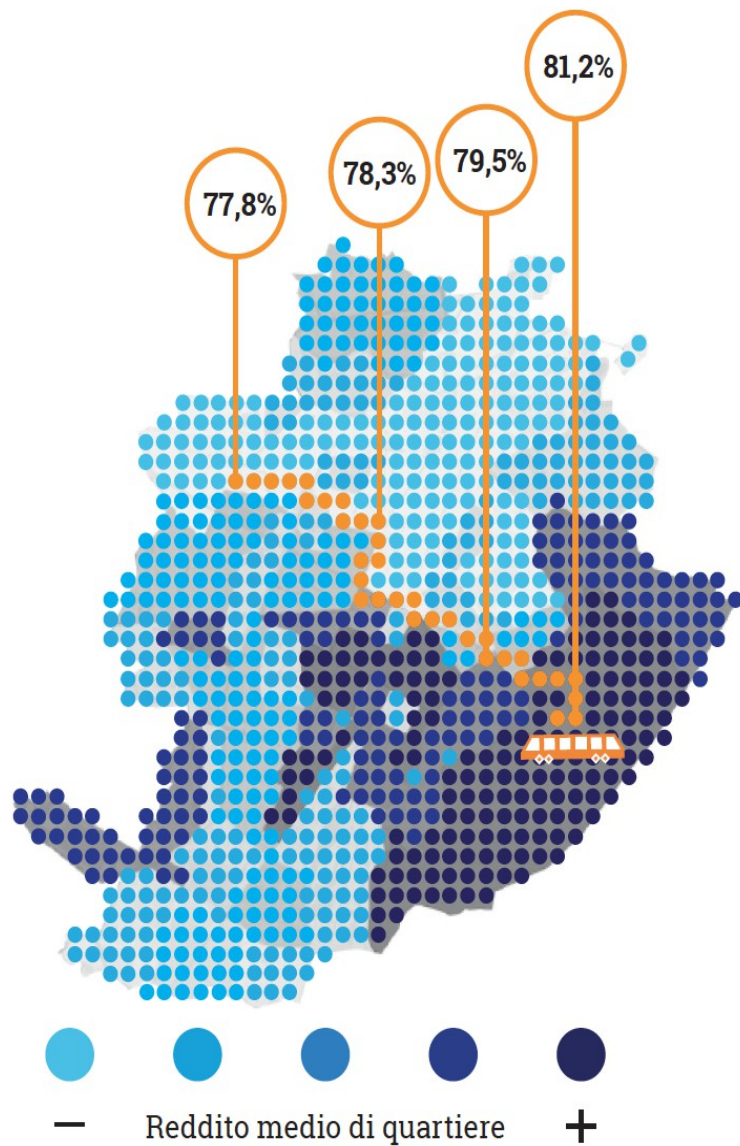 81,2%
79,5%
78,3%
77,8%
− Reddito medio di quartiere +